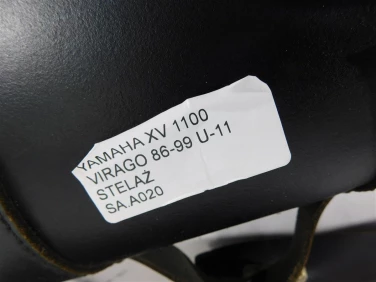 YAMAHA XV 1100
VIRAGO 86-99 U-11
STELAŻ
SA.A020